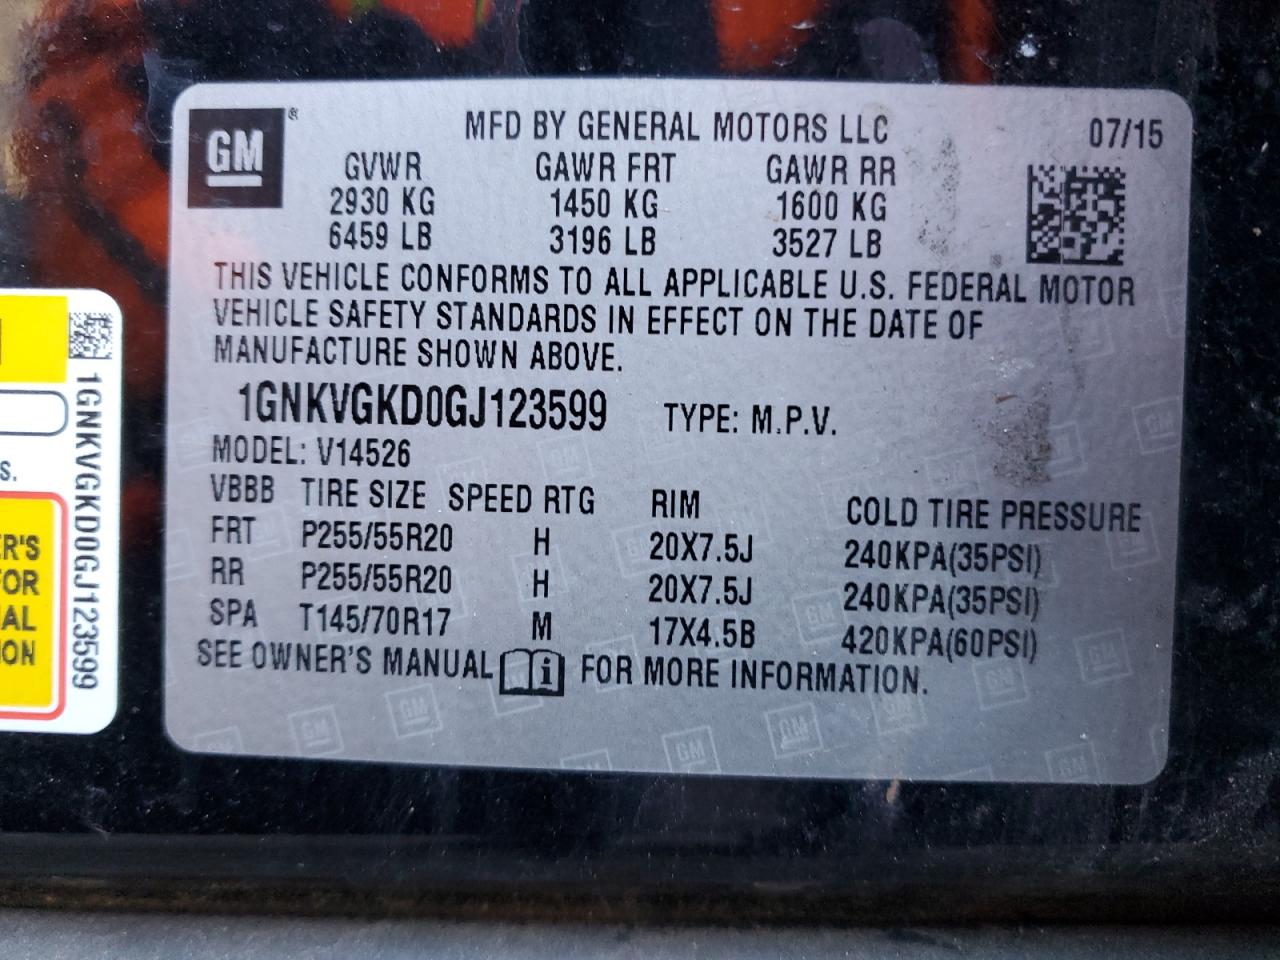 GM®
MFD BY GENERAL MOTORS LLC 07/15
GVWR GAWR FRT GAWR RR
2930 KG 1450 KG 1600 KG
6459 LB 3196 LB 3527 LB
THIS VEHICLE CONFORMS TO ALL APPLICABLE U.S. FEDERAL MOTOR
VEHICLE SAFETY STANDARDS IN EFFECT ON THE DATE OF
MANUFACTURE SHOWN ABOVE.
1GNKVGKD0GJ123599 TYPE: M.P.V.
MODEL: V14526
VBBB TIRE SIZE SPEED RTG RIM COLD TIRE PRESSURE
FRT P255/55R20 H 20X7.5J 240KPA(35PSI)
RR P255/55R20 H 20X7.5J 240KPA(35PSI)
SPA T145/70R17 M 17X4.5B 420KPA(60PSI)
SEE OWNER'S MANUAL i FOR MORE INFORMATION.
1GNKVGKD0GJ123599
S.
ER'S
FOR
AL
ON